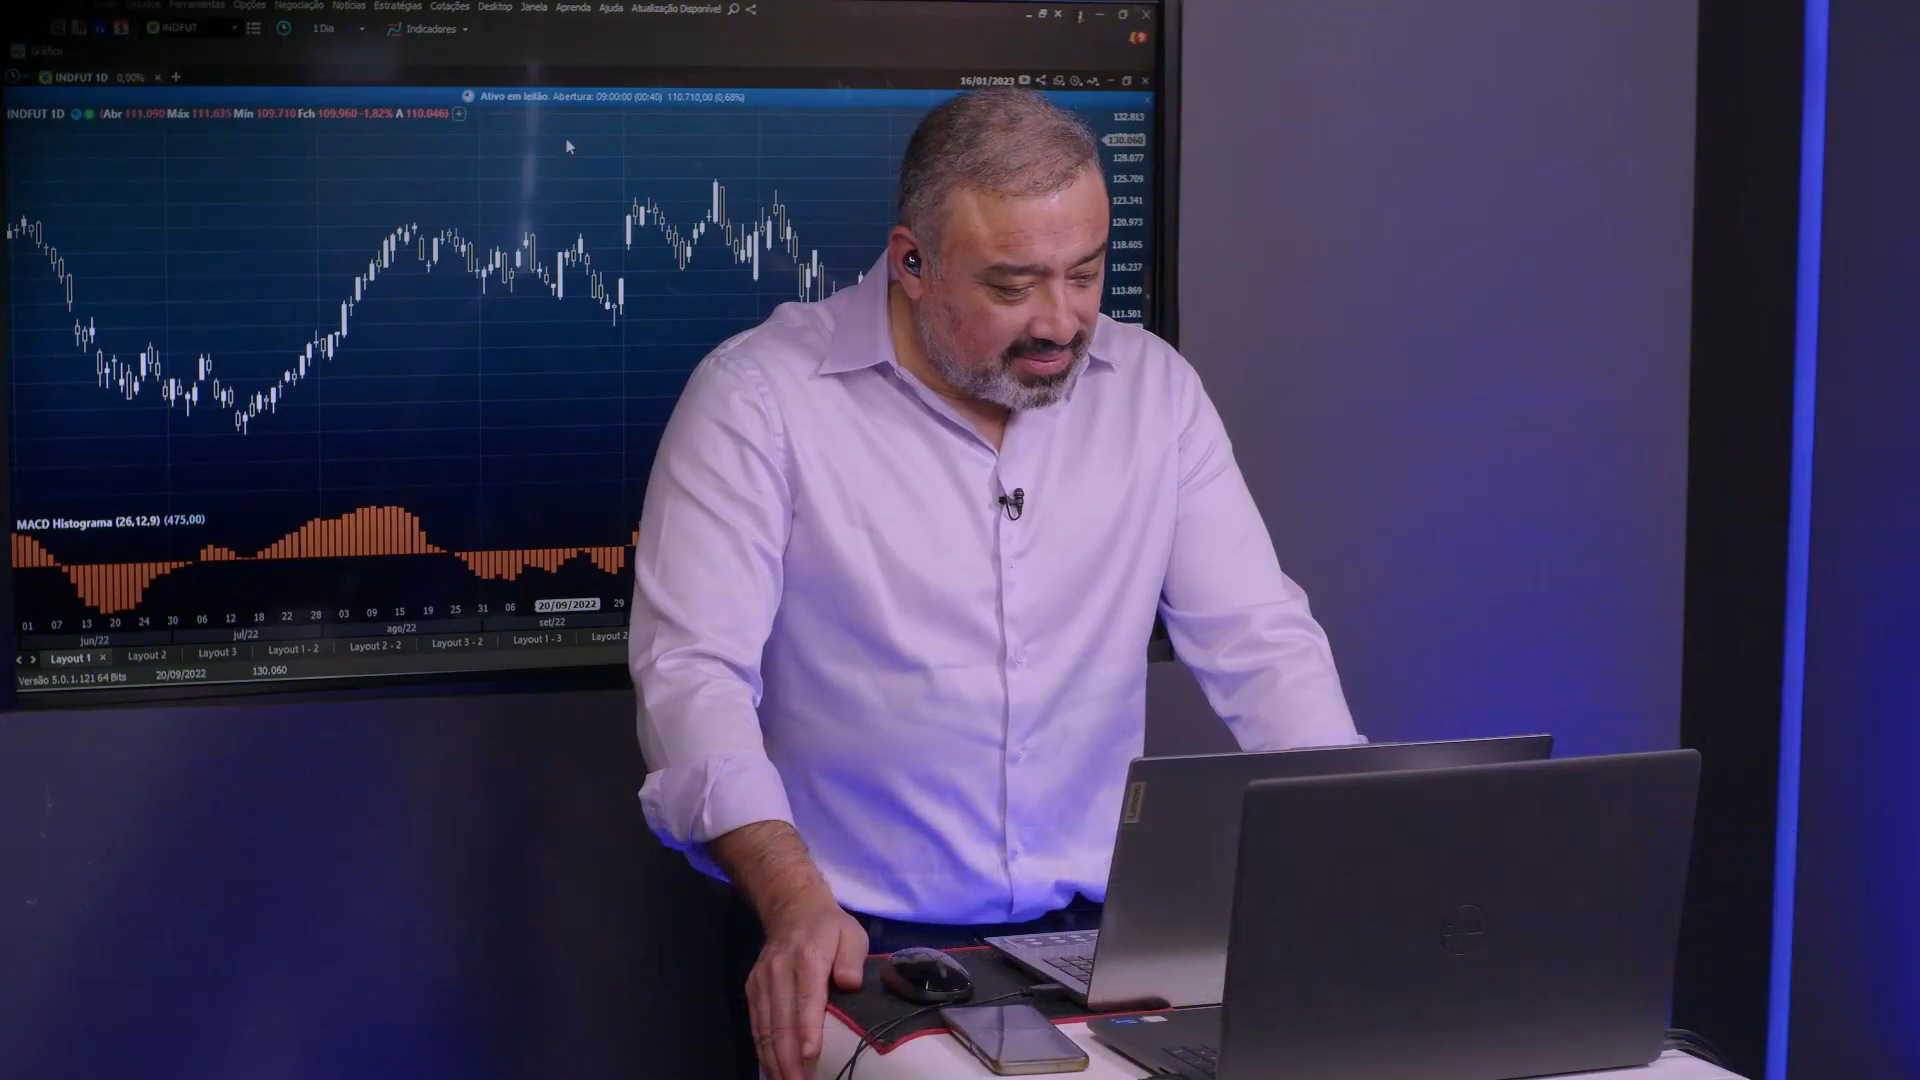 Ferramentas Opções Negociação Notícias Estratégias Cotações Desktop Janela Aprenda Ajuda Atualização Disponível
INDFUT 1 Dia Indicadores
Gráfico
INDFUT 1D 0,00% 16/01/2023
Ativo em leilão. Abertura: 09:00:00 (00:40) 110.710,00 (0,68%)
INDFUT 1D (Abr 111.090 Máx 111.635 Mín 109.710 Fch 109.960 -1,82% A 110.046)
132.813
130.060
128.077
125.709
123.341
120.973
118.605
116.237
113.869
111.501
MACD Histograma (26,12,9) (475,00)
01 07 13 20 24 30 06 12 18 22 28 03 09 15 19 25 31 06 20/09/2022 29
jun/22 jul/22 ago/22 set/22
Layout 1 Layout 2 Layout 3 Layout 1 - 2 Layout 2 - 2 Layout 3 - 2 Layout 1 - 3 Layout 2
Versão 5.0.1.121 64 Bits 20/09/2022 130.060
Lenovo
DELL